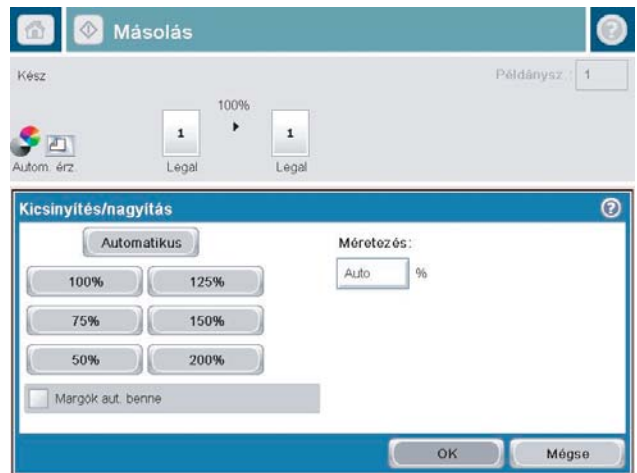 Másolás
Kész
Példánysz.: 1
100%
1 1
Autom. érz. Legal Legal
Kicsinyítés/nagyítás
Automatikus Méretezés:
Auto %
100% 125%
75% 150%
50% 200%
Margók aut. benne
OK Mégse